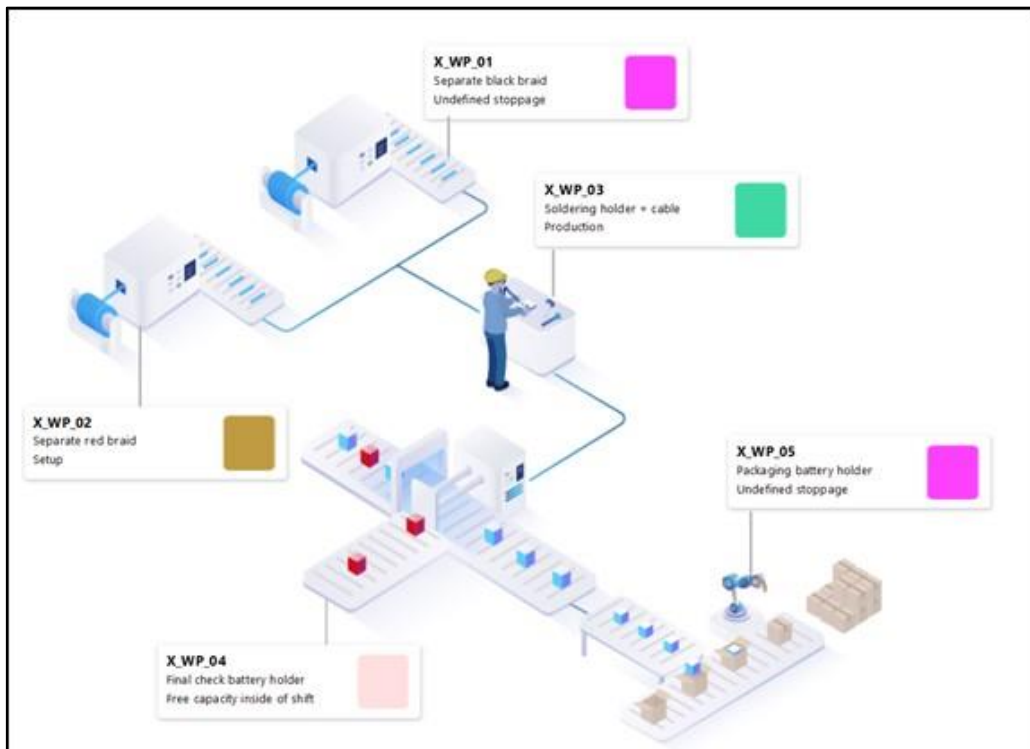 X_WP_01
Separate black braid
Undefined stoppage
X_WP_03
Soldering holder + cable
Production
X_WP_02
Separate red braid
Setup
X_WP_05
Packaging battery holder
Undefined stoppage
X_WP_04
Final check battery holder
Free capacity inside of shift